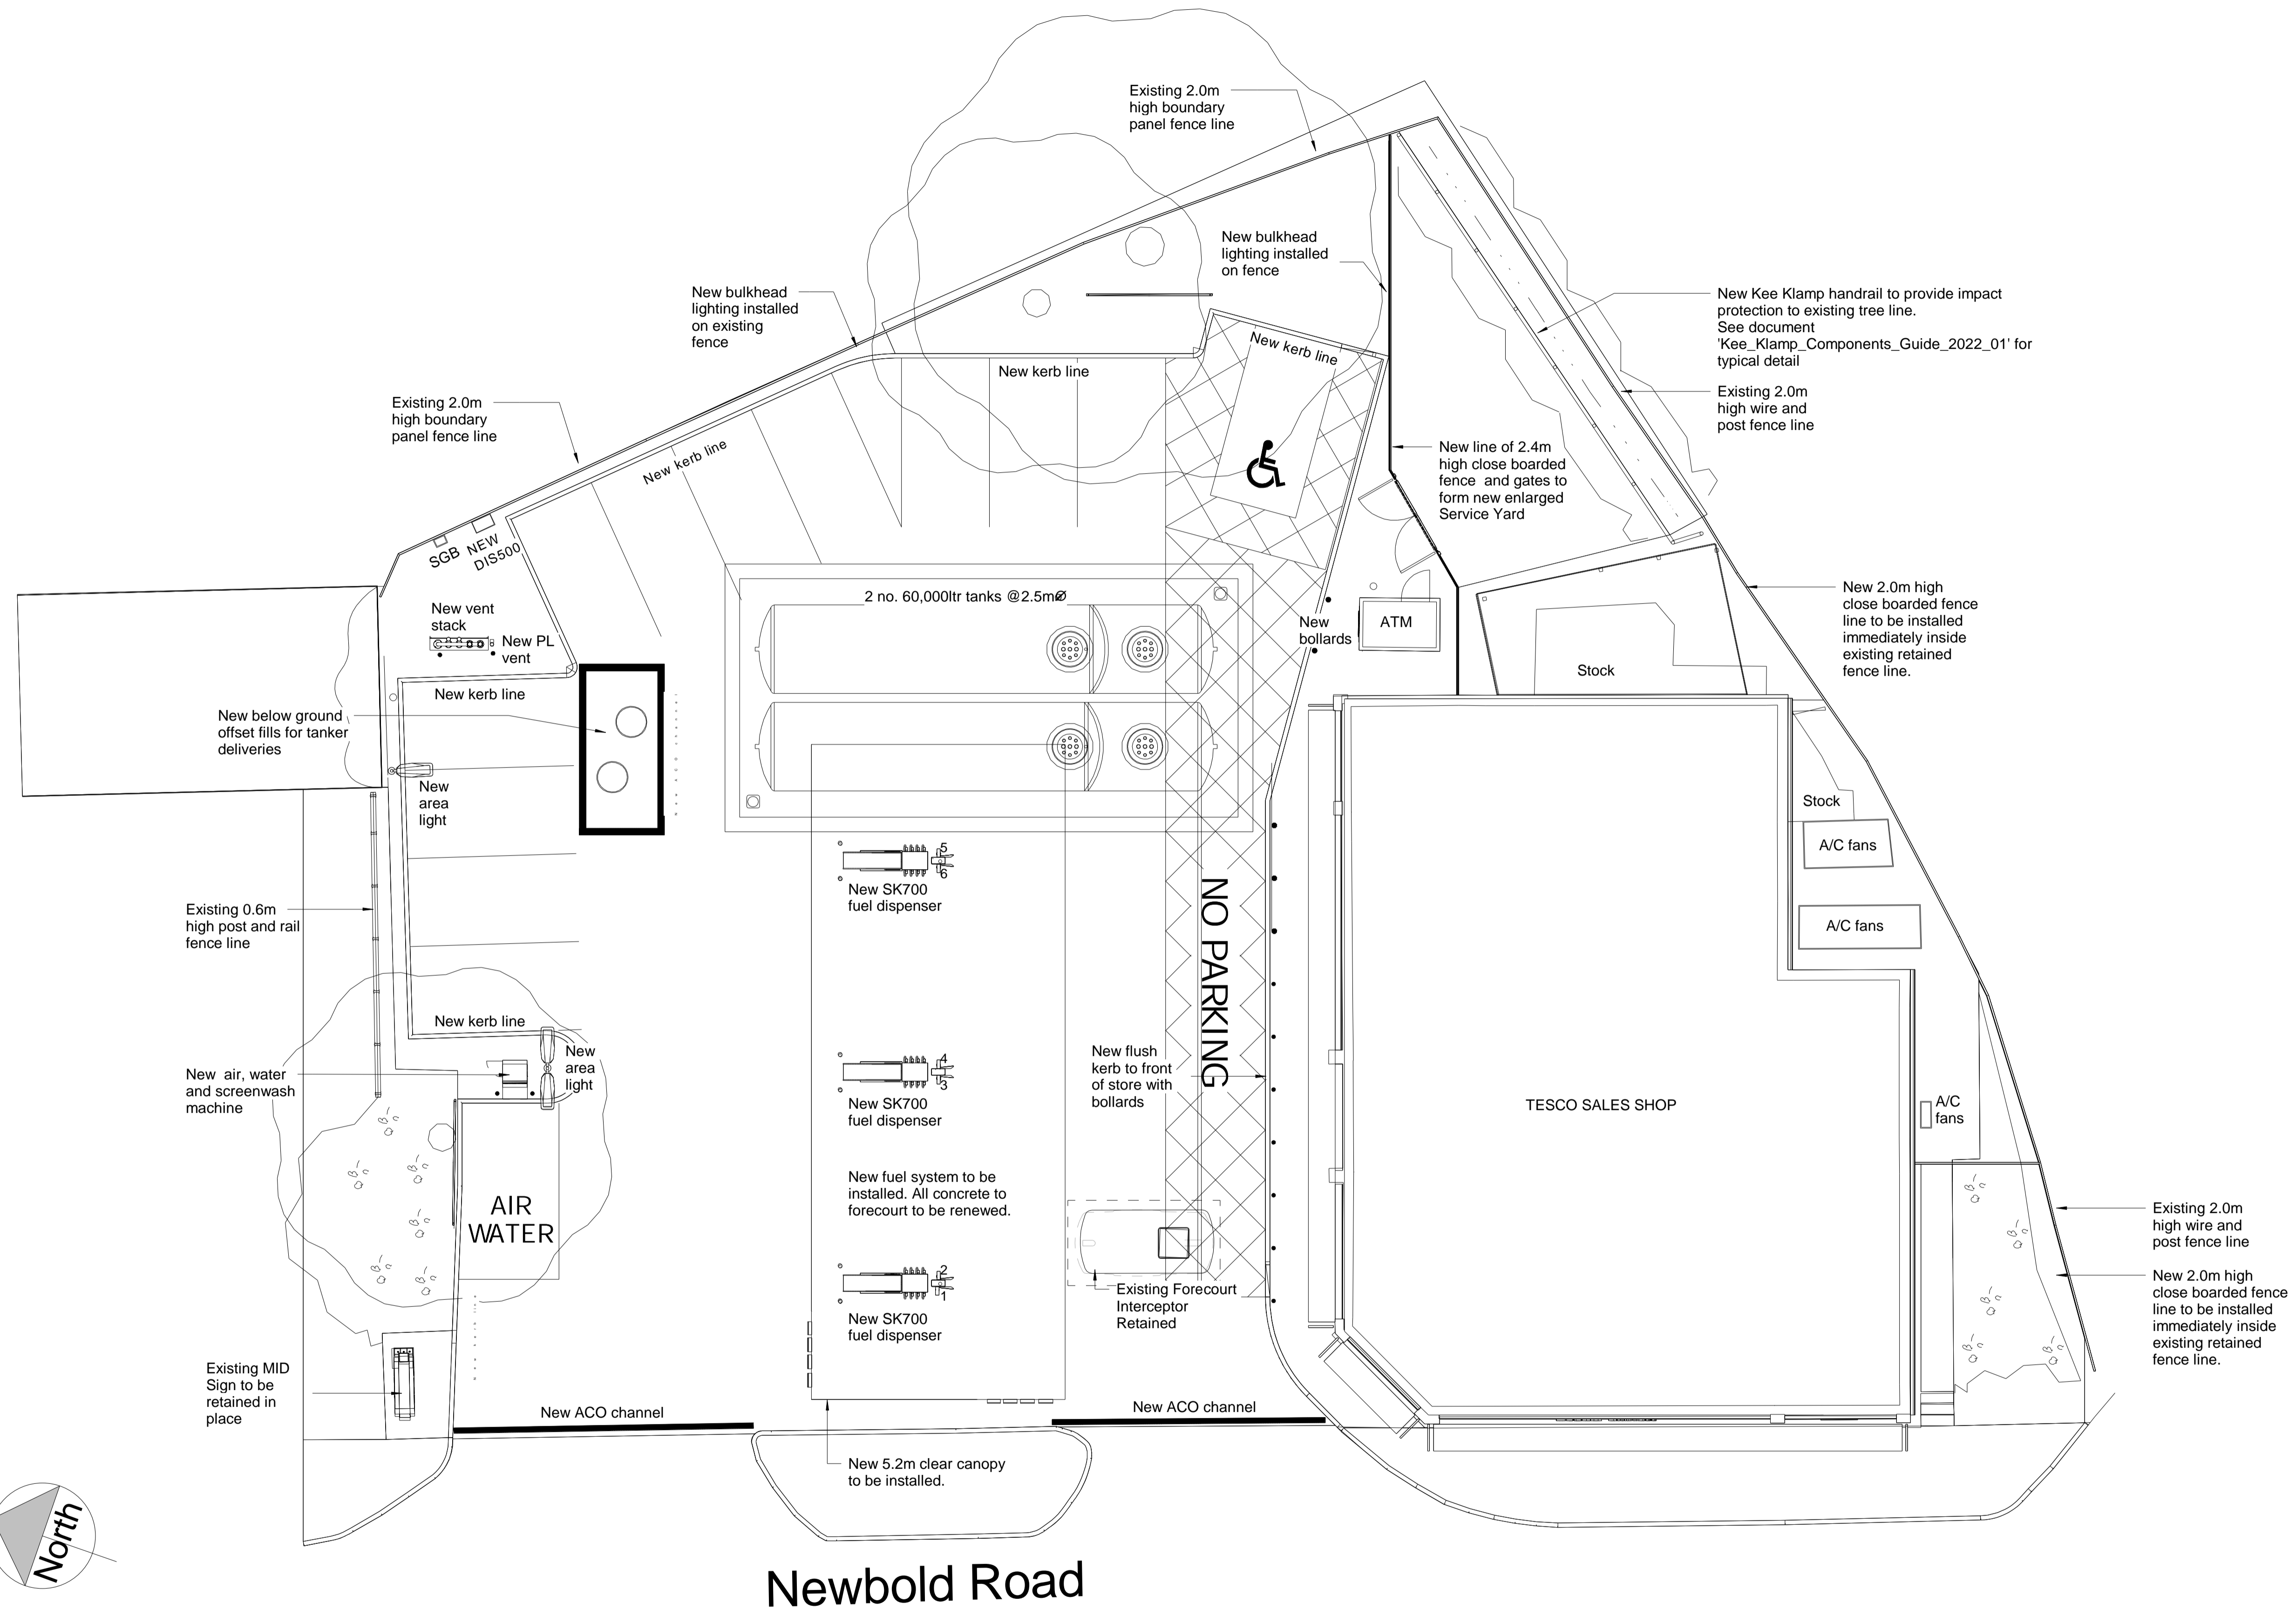 Existing 2.0m
high boundary
panel fence line
New bulkhead
lighting installed
on fence
New bulkhead
lighting installed
on existing
fence
New kerb line
New kerb line
New Kee Klamp handrail to provide impact
protection to existing tree line.
See document
'Kee_Klamp_Components_Guide_2022_01' for
typical detail
Existing 2.0m
high wire and
post fence line
Existing 2.0m
high boundary
panel fence line
New kerb line
New line of 2.4m
high close boarded
fence and gates to
form new enlarged
Service Yard
SGB
NEW
DIS500
2 no. 60,000ltr tanks @2.5mØ
New vent
stack
New PL
vent
New
bollards
ATM
New 2.0m high
close boarded fence
line to be installed
immediately inside
existing retained
fence line.
Stock
New kerb line
New below ground
offset fills for tanker
deliveries
New
area
light
Stock
A/C fans
A/C fans
5
6
New SK700
fuel dispenser
NO PARKING
Existing 0.6m
high post and rail
fence line
New kerb line
New
area
light
New air, water
and screenwash
machine
4
3
New SK700
fuel dispenser
New flush
kerb to front
of store with
bollards
TESCO SALES SHOP
A/C
fans
AIR
WATER
New fuel system to be
installed. All concrete to
forecourt to be renewed.
2
1
New SK700
fuel dispenser
Existing Forecourt
Interceptor
Retained
Existing 2.0m
high wire and
post fence line
New 2.0m high
close boarded fence
line to be installed
immediately inside
existing retained
fence line.
Existing MID
Sign to be
retained in
place
New ACO channel
New ACO channel
New 5.2m clear canopy
to be installed.
North
Newbold Road